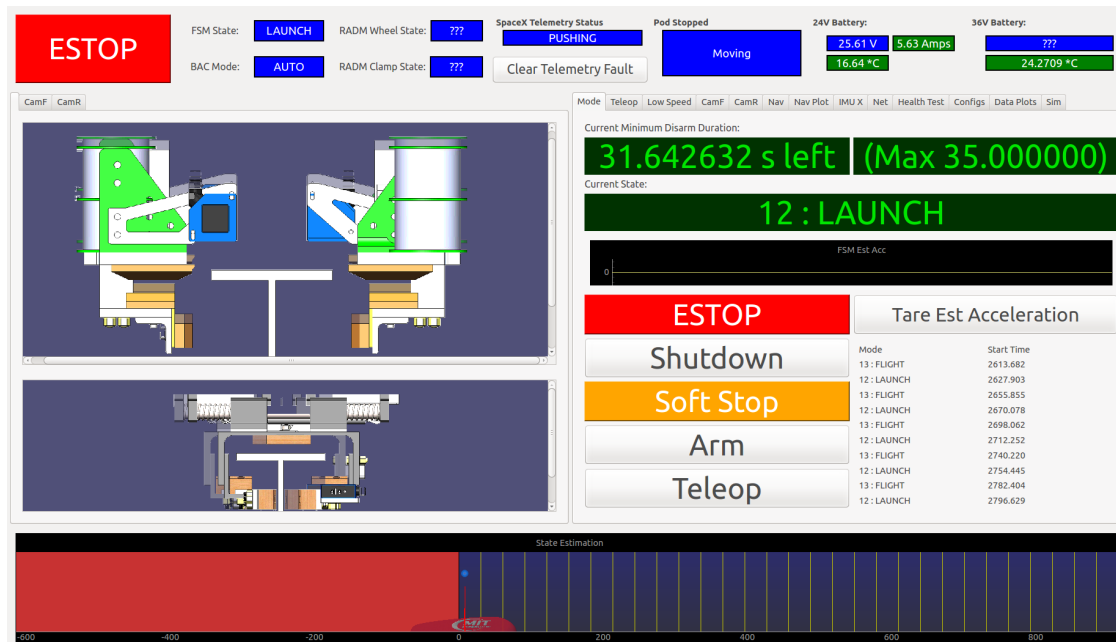 ESTOP
FSM State: LAUNCH
BAC Mode: AUTO
RADM Wheel State: ???
RADM Clamp State: ???
SpaceX Telemetry Status
PUSHING
Clear Telemetry Fault
Pod Stopped
Moving
24V Battery:
25.61 V 5.63 Amps
16.64 *C
36V Battery:
???
24.2709 *C
CamF CamR
Mode Teleop Low Speed CamF CamR Nav Nav Plot IMU X Net Health Test Configs Data Plots Sim
Current Minimum Disarm Duration:
31.642632 s left (Max 35.000000)
Current State:
12 : LAUNCH
FSM Est Acc
0
ESTOP
Tare Est Acceleration
Shutdown
Soft Stop
Arm
Teleop
Mode Start Time
13 : FLIGHT 2613.682
12 : LAUNCH 2627.903
13 : FLIGHT 2655.855
12 : LAUNCH 2670.078
13 : FLIGHT 2698.062
12 : LAUNCH 2712.252
13 : FLIGHT 2740.220
12 : LAUNCH 2754.445
13 : FLIGHT 2782.404
12 : LAUNCH 2796.629
State Estimation
MIT
-600 -400 -200 0 200 400 600 800